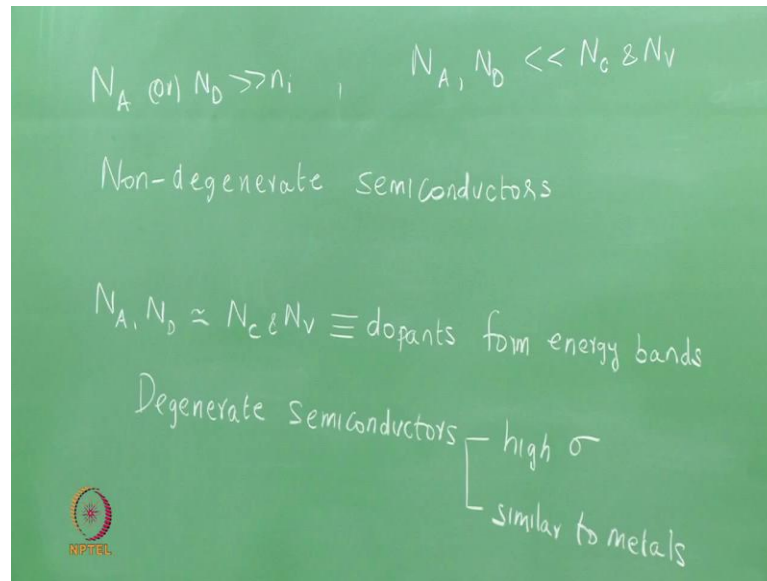 N_A (or) N_D >> n_i , N_A, N_D << N_C & N_V
Non-degenerate semiconductors
N_A, N_D ≃ N_C & N_V ≡ dopants form energy bands
Degenerate semiconductors - high σ
- similar to metals
NPTEL